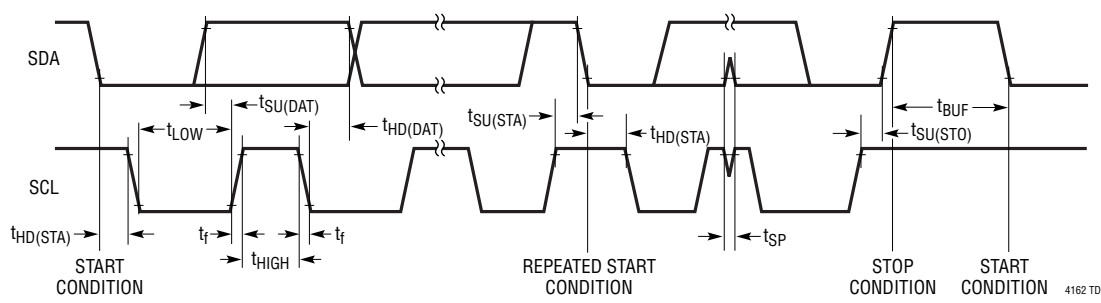 SDA
tSU(DAT)
tLOW
tHD(DAT)
tSU(STA)
tHD(STA)
tBUF
tSU(STO)
SCL
tHD(STA)
tf
tHIGH
tf
tSP
START
CONDITION
REPEATED START
CONDITION
STOP
CONDITION
START
CONDITION
4162 TD